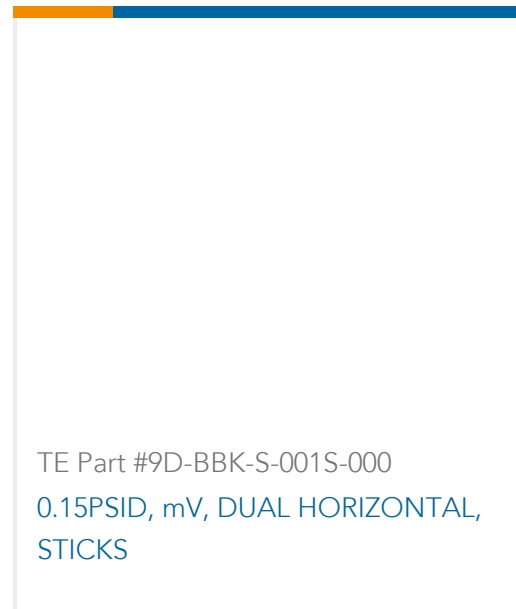 TE Part #9D-BBK-S-001S-000
0.15PSID, mV, DUAL HORIZONTAL,
STICKS